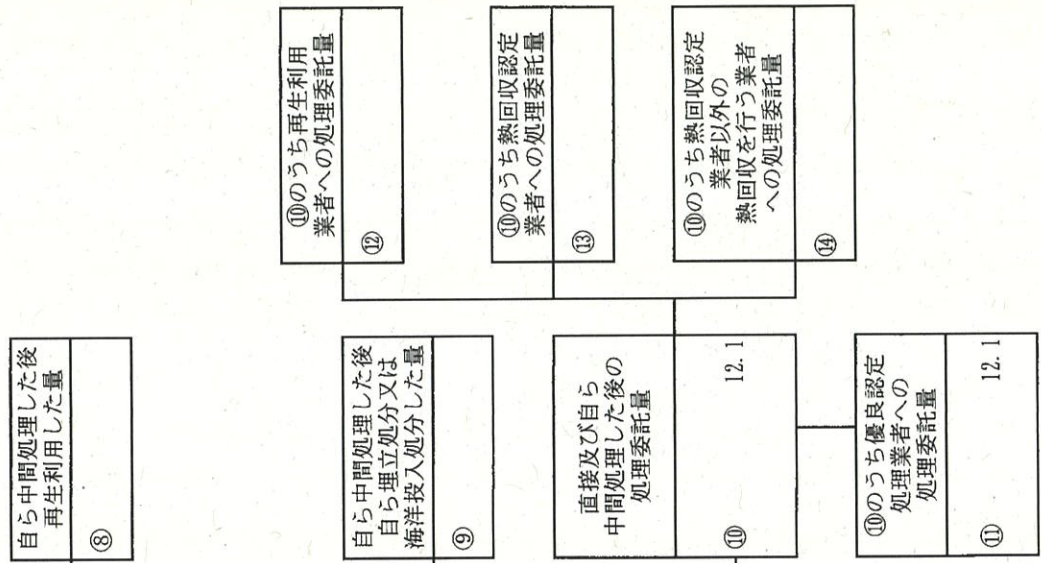 自ら中間処理した後
再生利用した量
⑧
自ら中間処理した後
自ら埋立処分又は
海洋投入処分した量
⑨
直接及び自ら
中間処理した後の
処理委託量
⑩ 12.1
⑩のうち優良認定
処理業者への
処理委託量
⑪ 12.1
⑩のうち再生利用
業者への処理委託量
⑫
⑩のうち熱回収認定
業者への処理委託量
⑬
⑩のうち熱回収認定
業者以外の
熱回収を行う業者
への処理委託量
⑭